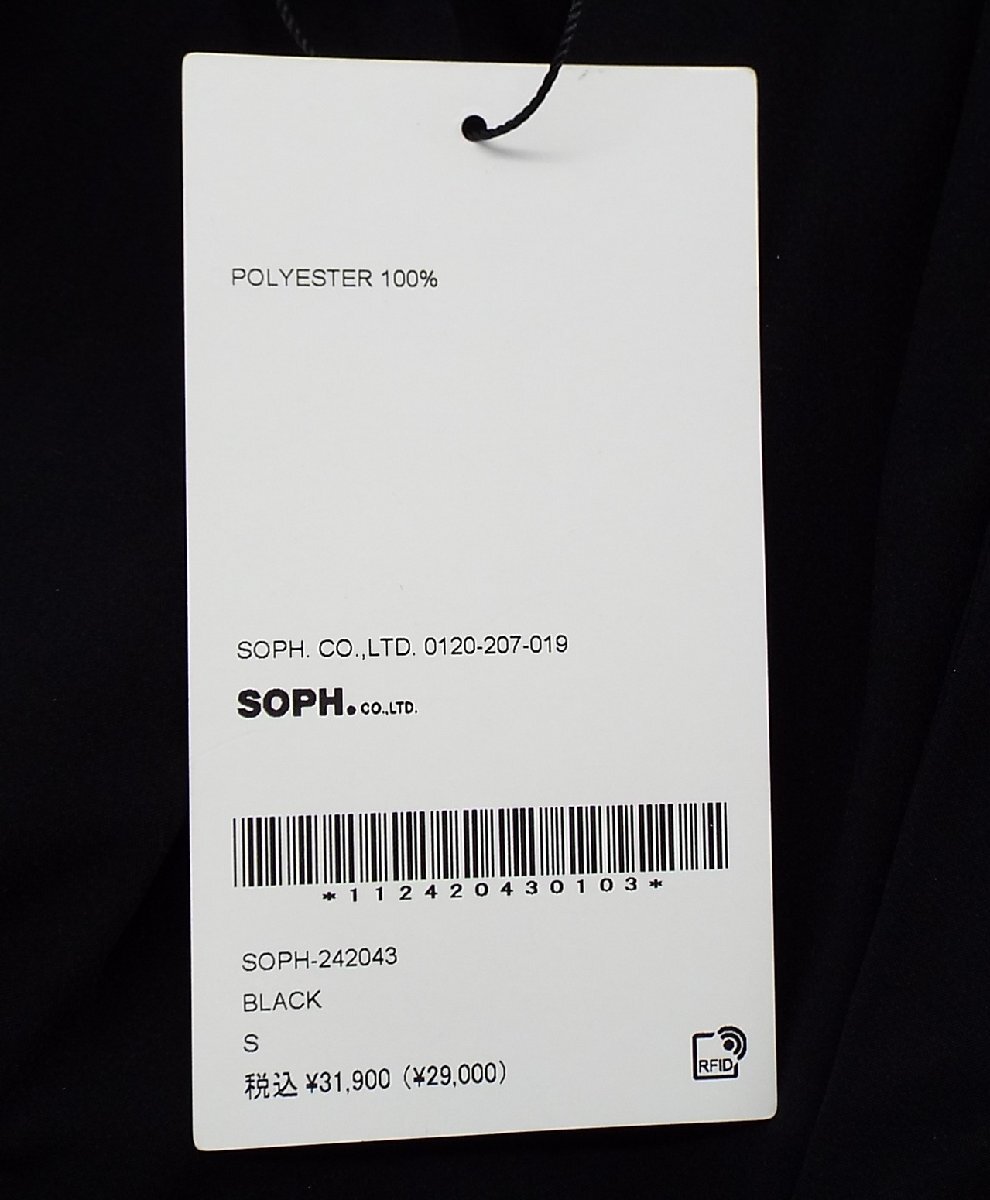 POLYESTER 100%
SOPH. CO.,LTD. 0120-207-019
SOPH. CO.,LTD.
*112420430103*
SOPH-242043
BLACK
S
税込 ¥31,900 (¥29,000)
RFID